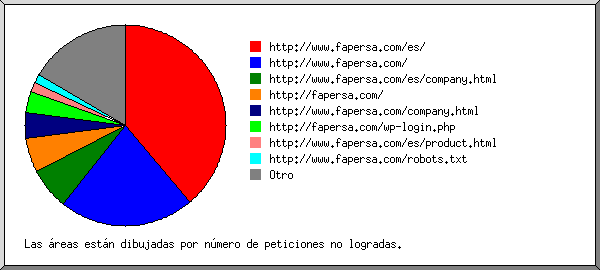 http://www.fapersa.com/es/
http://www.fapersa.com/
http://www.fapersa.com/es/company.html
http://fapersa.com/
http://www.fapersa.com/company.html
http://fapersa.com/wp-login.php
http://www.fapersa.com/es/product.html
http://www.fapersa.com/robots.txt
Otro
Las áreas están dibujadas por número de peticiones no logradas.